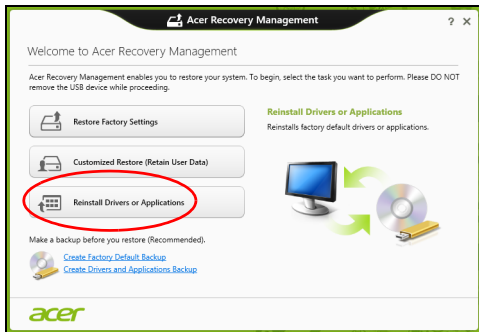 Acer Recovery Management
? ×
Welcome to Acer Recovery Management
Acer Recovery Management enables you to restore your system. To begin, select the task you want to perform. Please DO NOT
remove the USB device while proceeding.
Restore Factory Settings
Customized Restore (Retain User Data)
Reinstall Drivers or Applications
Reinstall Drivers or Applications
Reinstalls factory default drivers or applications.
Make a backup before you restore (Recommended).
Create Factory Default Backup
Create Drivers and Applications Backup
acer